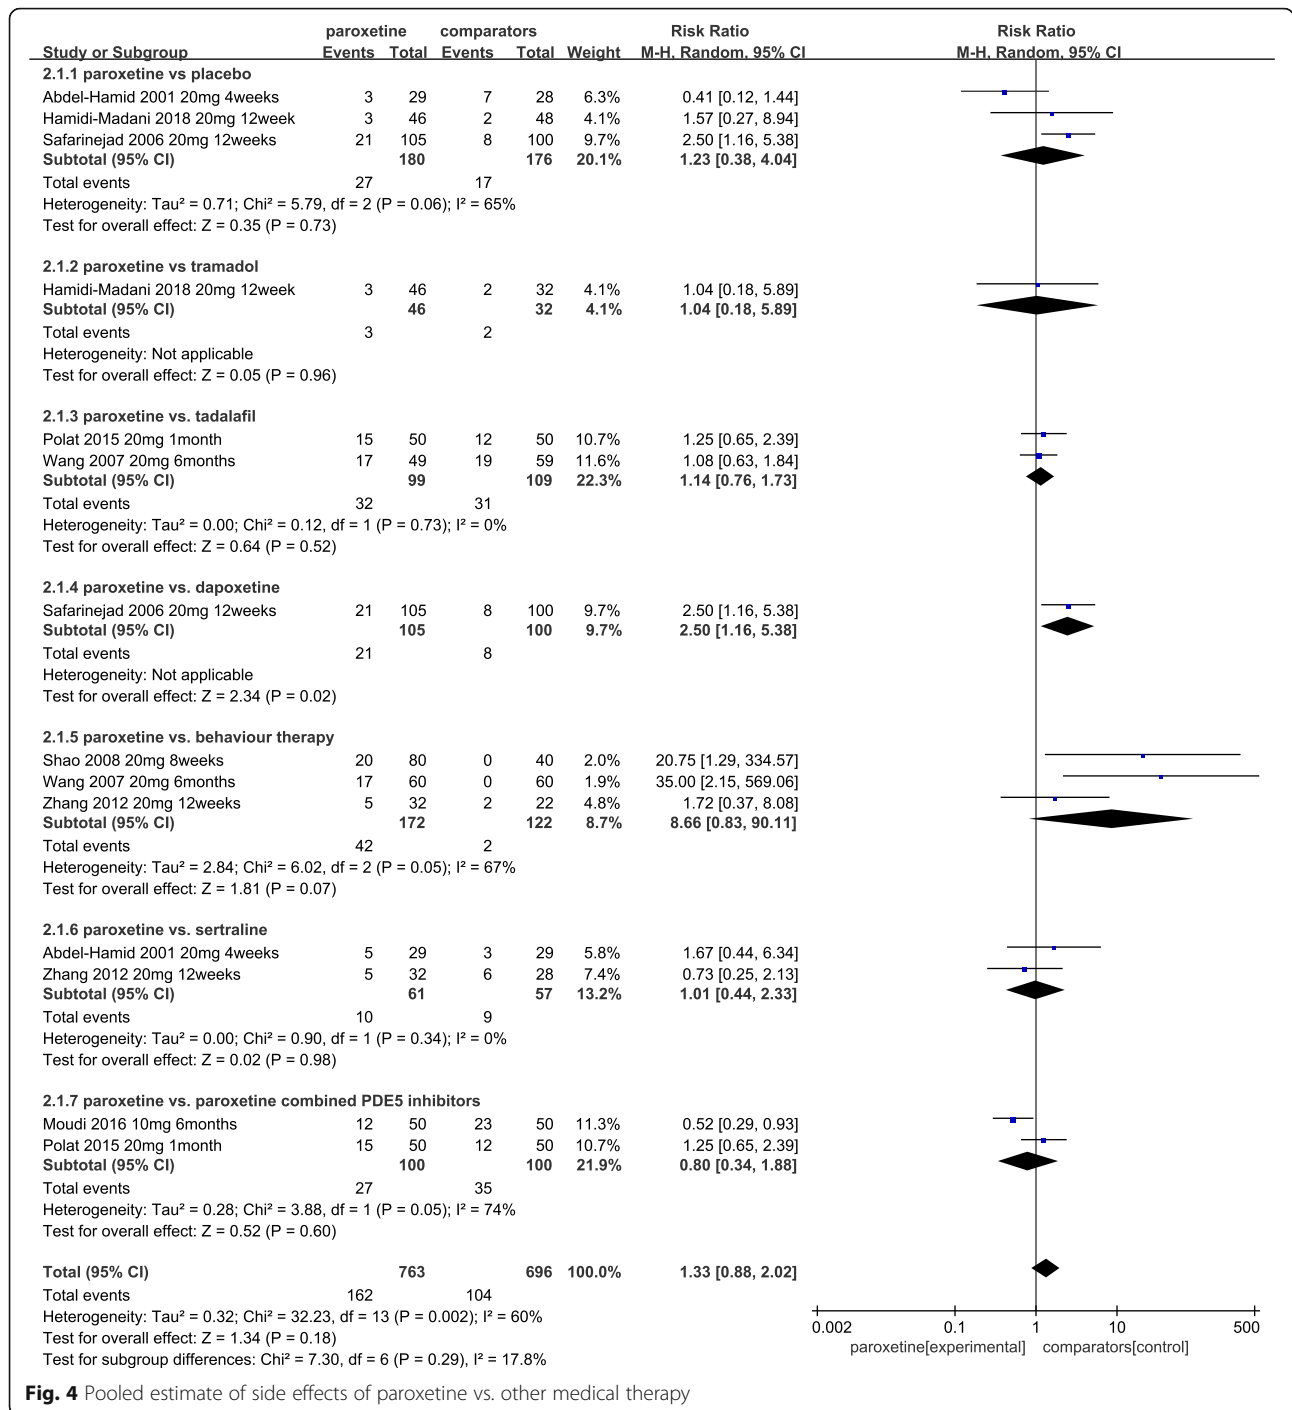 paroxetine comparators Risk Ratio Risk Ratio
Study or Subgroup Events Total Events Total Weight M-H, Random, 95% CI M-H, Random, 95% CI
2.1.1 paroxetine vs placebo
Abdel-Hamid 2001 20mg 4weeks 3 29 7 28 6.3% 0.41 [0.12, 1.44]
Hamidi-Madani 2018 20mg 12week 3 46 2 48 4.1% 1.57 [0.27, 8.94]
Safarinejad 2006 20mg 12weeks 21 105 8 100 9.7% 2.50 [1.16, 5.38]
Subtotal (95% CI) 180 176 20.1% 1.23 [0.38, 4.04]
Total events 27 17
Heterogeneity: Tau² = 0.71; Chi² = 5.79, df = 2 (P = 0.06); I² = 65%
Test for overall effect: Z = 0.35 (P = 0.73)
2.1.2 paroxetine vs tramadol
Hamidi-Madani 2018 20mg 12week 3 46 2 32 4.1% 1.04 [0.18, 5.89]
Subtotal (95% CI) 46 32 4.1% 1.04 [0.18, 5.89]
Total events 3 2
Heterogeneity: Not applicable
Test for overall effect: Z = 0.05 (P = 0.96)
2.1.3 paroxetine vs. tadalafil
Polat 2015 20mg 1month 15 50 12 50 10.7% 1.25 [0.65, 2.39]
Wang 2007 20mg 6months 17 49 19 59 11.6% 1.08 [0.63, 1.84]
Subtotal (95% CI) 99 109 22.3% 1.14 [0.76, 1.73]
Total events 32 31
Heterogeneity: Tau² = 0.00; Chi² = 0.12, df = 1 (P = 0.73); I² = 0%
Test for overall effect: Z = 0.64 (P = 0.52)
2.1.4 paroxetine vs. dapoxetine
Safarinejad 2006 20mg 12weeks 21 105 8 100 9.7% 2.50 [1.16, 5.38]
Subtotal (95% CI) 105 100 9.7% 2.50 [1.16, 5.38]
Total events 21 8
Heterogeneity: Not applicable
Test for overall effect: Z = 2.34 (P = 0.02)
2.1.5 paroxetine vs. behaviour therapy
Shao 2008 20mg 8weeks 20 80 0 40 2.0% 20.75 [1.29, 334.57]
Wang 2007 20mg 6months 17 60 0 60 1.9% 35.00 [2.15, 569.06]
Zhang 2012 20mg 12weeks 5 32 2 22 4.8% 1.72 [0.37, 8.08]
Subtotal (95% CI) 172 122 8.7% 8.66 [0.83, 90.11]
Total events 42 2
Heterogeneity: Tau² = 2.84; Chi² = 6.02, df = 2 (P = 0.05); I² = 67%
Test for overall effect: Z = 1.81 (P = 0.07)
2.1.6 paroxetine vs. sertraline
Abdel-Hamid 2001 20mg 4weeks 5 29 3 29 5.8% 1.67 [0.44, 6.34]
Zhang 2012 20mg 12weeks 5 32 6 28 7.4% 0.73 [0.25, 2.13]
Subtotal (95% CI) 61 57 13.2% 1.01 [0.44, 2.33]
Total events 10 9
Heterogeneity: Tau² = 0.00; Chi² = 0.90, df = 1 (P = 0.34); I² = 0%
Test for overall effect: Z = 0.02 (P = 0.98)
2.1.7 paroxetine vs. paroxetine combined PDE5 inhibitors
Moudi 2016 10mg 6months 12 50 23 50 11.3% 0.52 [0.29, 0.93]
Polat 2015 20mg 1month 15 50 12 50 10.7% 1.25 [0.65, 2.39]
Subtotal (95% CI) 100 100 21.9% 0.80 [0.34, 1.88]
Total events 27 35
Heterogeneity: Tau² = 0.28; Chi² = 3.88, df = 1 (P = 0.05); I² = 74%
Test for overall effect: Z = 0.52 (P = 0.60)
Total (95% CI) 763 696 100.0% 1.33 [0.88, 2.02]
Total events 162 104
Heterogeneity: Tau² = 0.32; Chi² = 32.23, df = 13 (P = 0.002); I² = 60%
Test for overall effect: Z = 1.34 (P = 0.18)
Test for subgroup differences: Chi² = 7.30, df = 6 (P = 0.29), I² = 17.8%
0.002 0.1 1 10 500
paroxetine[experimental] comparators[control]
Fig. 4 Pooled estimate of side effects of paroxetine vs. other medical therapy